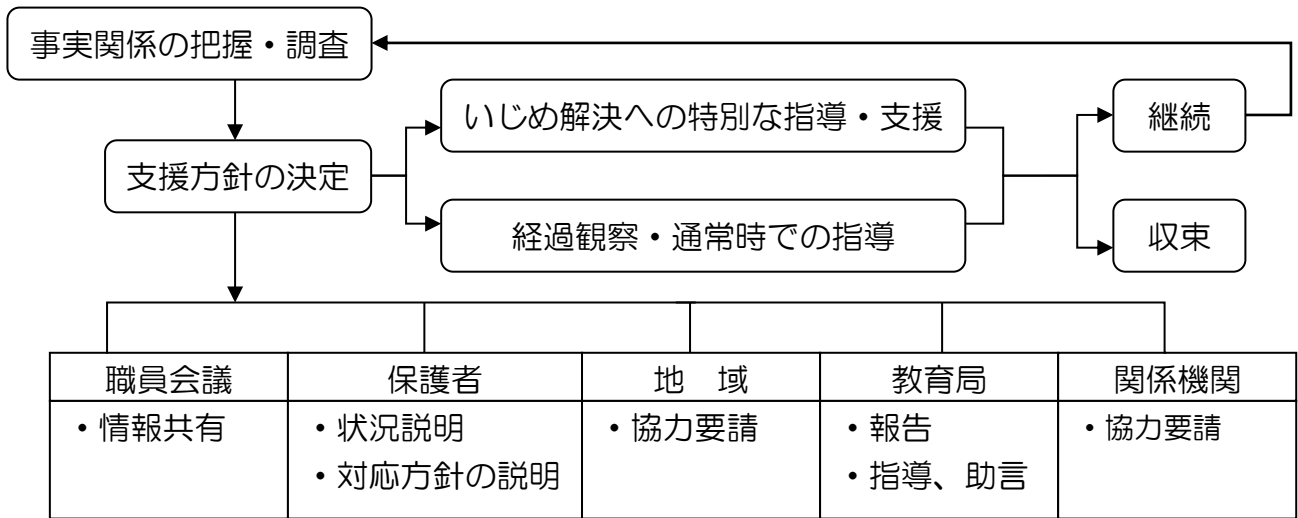 事実関係の把握・調査
いじめ解決への特別な指導・支援
継続
支援方針の決定
経過観察・通常時での指導
収束
職員会議
保護者
地　域
教育局
関係機関
・情報共有
・状況説明
・対応方針の説明
・協力要請
・報告
・指導、助言
・協力要請